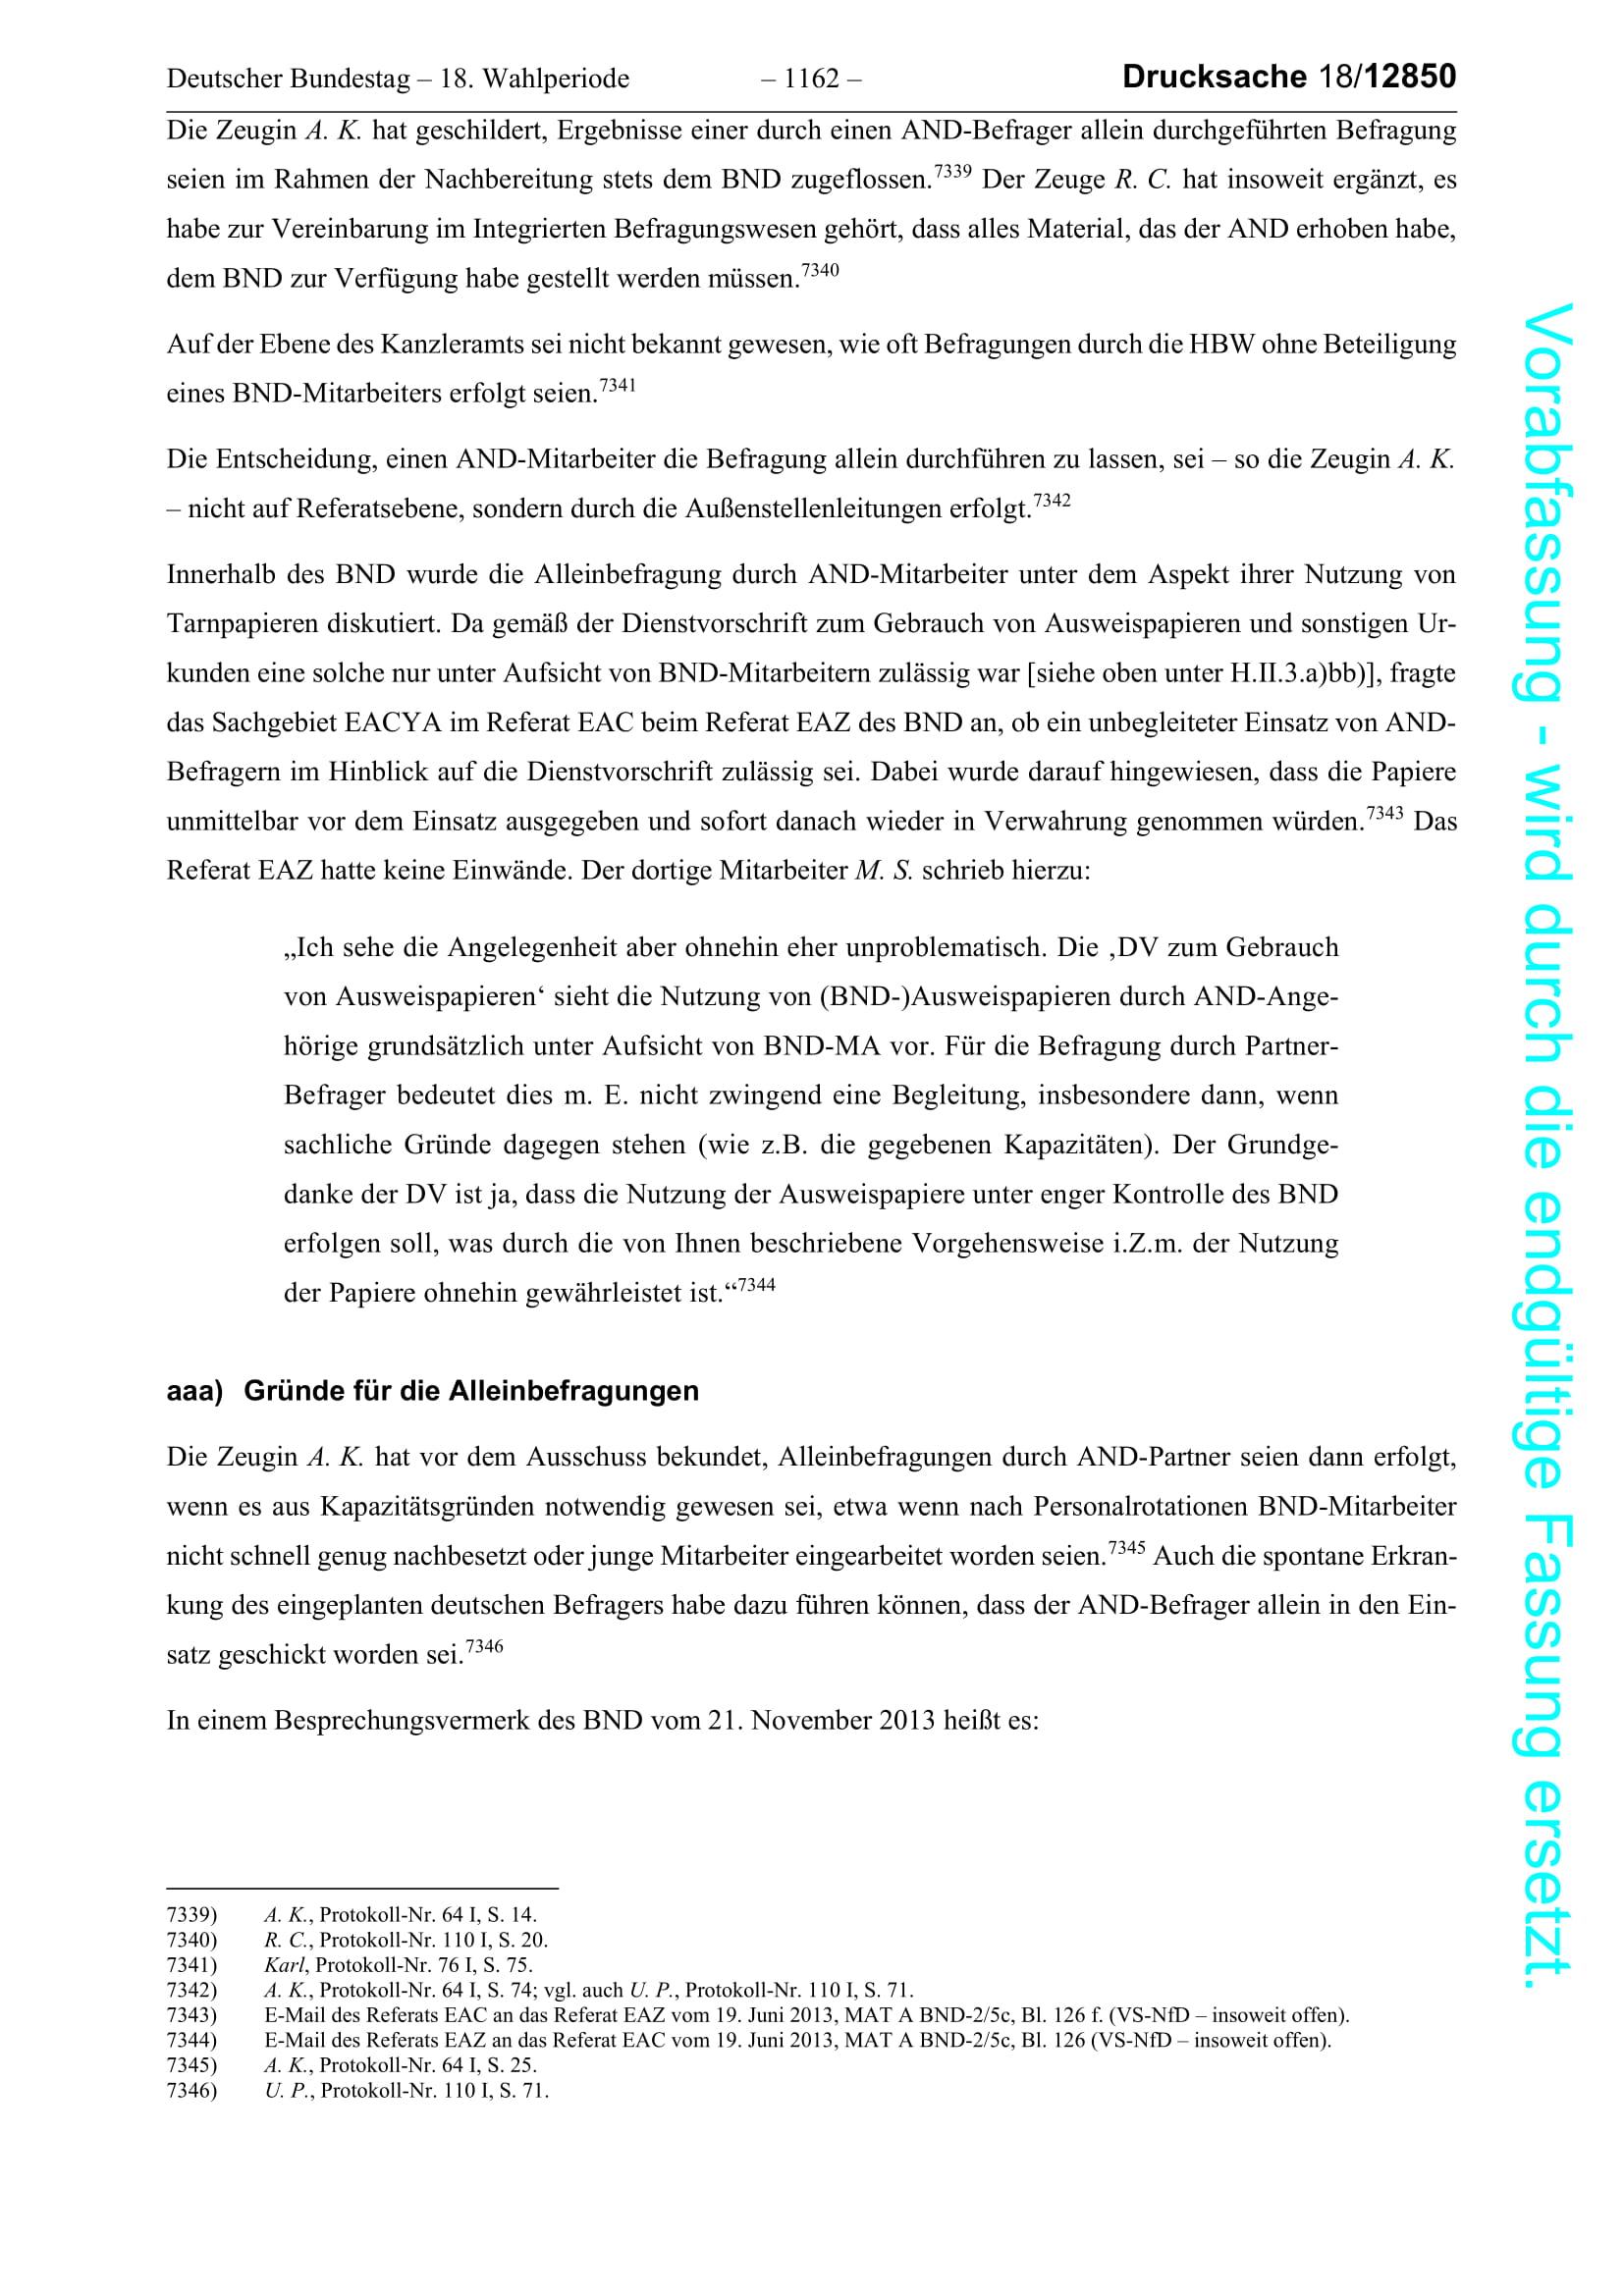 Deutscher Bundestag – 18. Wahlperiode – 1162 – Drucksache 18/12850
Die Zeugin A. K. hat geschildert, Ergebnisse einer durch einen AND-Befrager allein durchgeführten Befragung
seien im Rahmen der Nachbereitung stets dem BND zugeflossen.7339 Der Zeuge R. C. hat insoweit ergänzt, es
habe zur Vereinbarung im Integrierten Befragungswesen gehört, dass alles Material, das der AND erhoben habe,
dem BND zur Verfügung habe gestellt werden müssen.7340
Auf der Ebene des Kanzleramts sei nicht bekannt gewesen, wie oft Befragungen durch die HBW ohne Beteiligung
eines BND-Mitarbeiters erfolgt seien.7341
Die Entscheidung, einen AND-Mitarbeiter die Befragung allein durchführen zu lassen, sei – so die Zeugin A. K.
– nicht auf Referatsebene, sondern durch die Außenstellenleitungen erfolgt.7342
Innerhalb des BND wurde die Alleinbefragung durch AND-Mitarbeiter unter dem Aspekt ihrer Nutzung von
Tarnpapieren diskutiert. Da gemäß der Dienstvorschrift zum Gebrauch von Ausweispapieren und sonstigen Ur-
kunden eine solche nur unter Aufsicht von BND-Mitarbeitern zulässig war [siehe oben unter H.II.3.a)bb)], fragte
das Sachgebiet EACYA im Referat EAC beim Referat EAZ des BND an, ob ein unbegleiteter Einsatz von AND-
Befragern im Hinblick auf die Dienstvorschrift zulässig sei. Dabei wurde darauf hingewiesen, dass die Papiere
unmittelbar vor dem Einsatz ausgegeben und sofort danach wieder in Verwahrung genommen würden.7343 Das
Referat EAZ hatte keine Einwände. Der dortige Mitarbeiter M. S. schrieb hierzu:
„Ich sehe die Angelegenheit aber ohnehin eher unproblematisch. Die ‚DV zum Gebrauch
von Ausweispapieren‘ sieht die Nutzung von (BND-)Ausweispapieren durch AND-Ange-
hörige grundsätzlich unter Aufsicht von BND-MA vor. Für die Befragung durch Partner-
Befrager bedeutet dies m. E. nicht zwingend eine Begleitung, insbesondere dann, wenn
sachliche Gründe dagegen stehen (wie z.B. die gegebenen Kapazitäten). Der Grundge-
danke der DV ist ja, dass die Nutzung der Ausweispapiere unter enger Kontrolle des BND
erfolgen soll, was durch die von Ihnen beschriebene Vorgehensweise i.Z.m. der Nutzung
der Papiere ohnehin gewährleistet ist.“7344
aaa) Gründe für die Alleinbefragungen
Die Zeugin A. K. hat vor dem Ausschuss bekundet, Alleinbefragungen durch AND-Partner seien dann erfolgt,
wenn es aus Kapazitätsgründen notwendig gewesen sei, etwa wenn nach Personalrotationen BND-Mitarbeiter
nicht schnell genug nachbesetzt oder junge Mitarbeiter eingearbeitet worden seien.7345 Auch die spontane Erkran-
kung des eingeplanten deutschen Befragers habe dazu führen können, dass der AND-Befrager allein in den Ein-
satz geschickt worden sei.7346
In einem Besprechungsvermerk des BND vom 21. November 2013 heißt es:
7339) A. K., Protokoll-Nr. 64 I, S. 14.
7340) R. C., Protokoll-Nr. 110 I, S. 20.
7341) Karl, Protokoll-Nr. 76 I, S. 75.
7342) A. K., Protokoll-Nr. 64 I, S. 74; vgl. auch U. P., Protokoll-Nr. 110 I, S. 71.
7343) E-Mail des Referats EAC an das Referat EAZ vom 19. Juni 2013, MAT A BND-2/5c, Bl. 126 f. (VS-NfD – insoweit offen).
7344) E-Mail des Referats EAZ an das Referat EAC vom 19. Juni 2013, MAT A BND-2/5c, Bl. 126 (VS-NfD – insoweit offen).
7345) A. K., Protokoll-Nr. 64 I, S. 25.
7346) U. P., Protokoll-Nr. 110 I, S. 71.
Vorabfassung - wird durch die endgültige Fassung ersetzt.